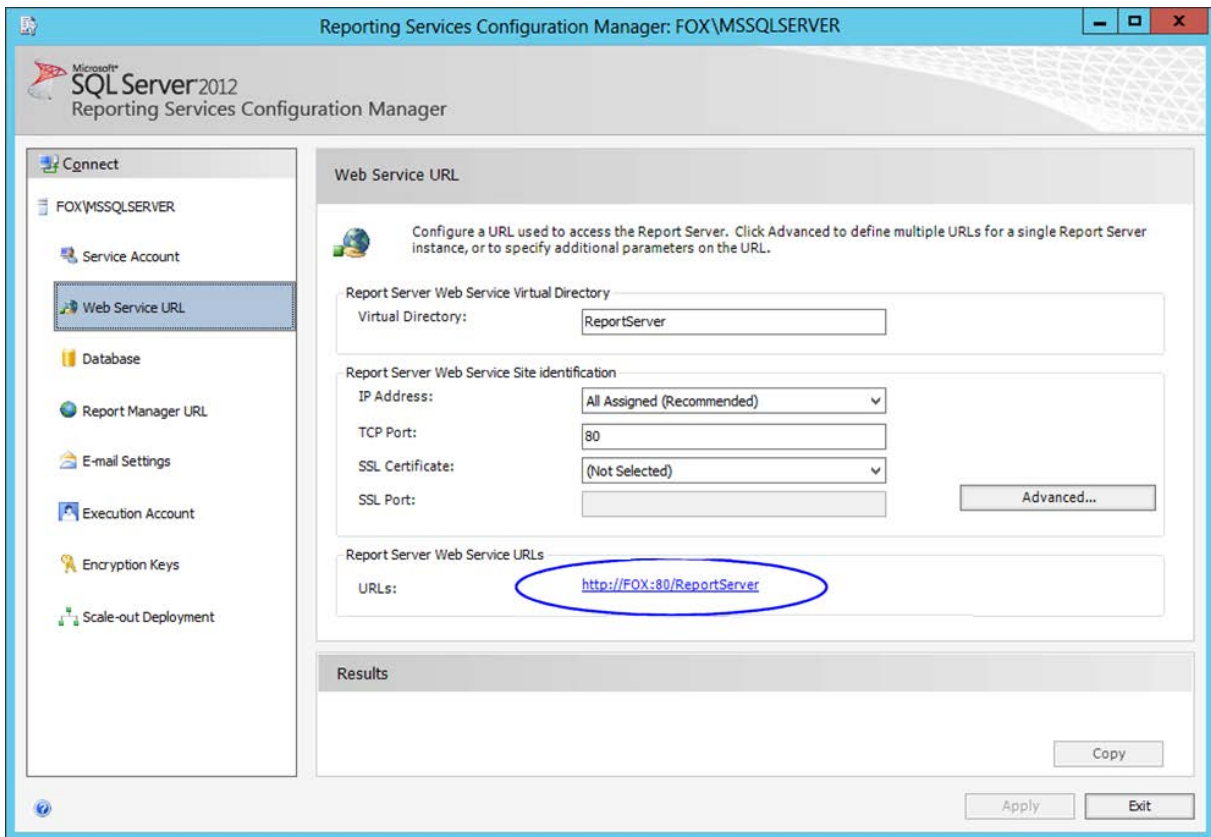 Reporting Services Configuration Manager: FOX\MSSQLSERVER
Microsoft®
SQL Server 2012
Reporting Services Configuration Manager
Connect
FOX\MSSQLSERVER
Service Account
Web Service URL
Database
Report Manager URL
E-mail Settings
Execution Account
Encryption Keys
Scale-out Deployment
Web Service URL
Configure a URL used to access the Report Server. Click Advanced to define multiple URLs for a single Report Server
instance, or to specify additional parameters on the URL.
Report Server Web Service Virtual Directory
Virtual Directory: ReportServer
Report Server Web Service Site identification
IP Address: All Assigned (Recommended)
TCP Port: 80
SSL Certificate: (Not Selected)
SSL Port:
Advanced...
Report Server Web Service URLs
URLs: http://FOX:80/ReportServer
Results
Copy
Apply Exit